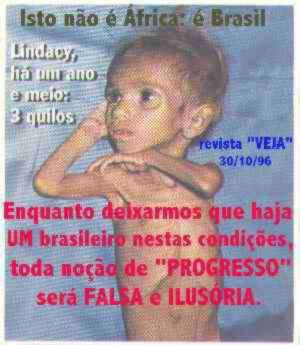 Isto não é África: é Brasil
Lindacy,
há um ano
e meio:
3 quilos
revista "VEJA"
30/10/96
Enquanto deixarmos que haja
UM brasileiro nestas condições,
toda noção de "PROGRESSO"
será FALSA e ILUSÓRIA.